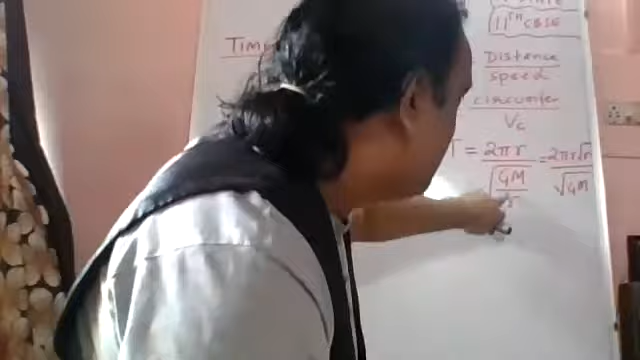 11TH CBSE
TIM
Distance
speed
circumfer
Vc
T = 2πr / √(GM/r) = 2πr√r / √GM